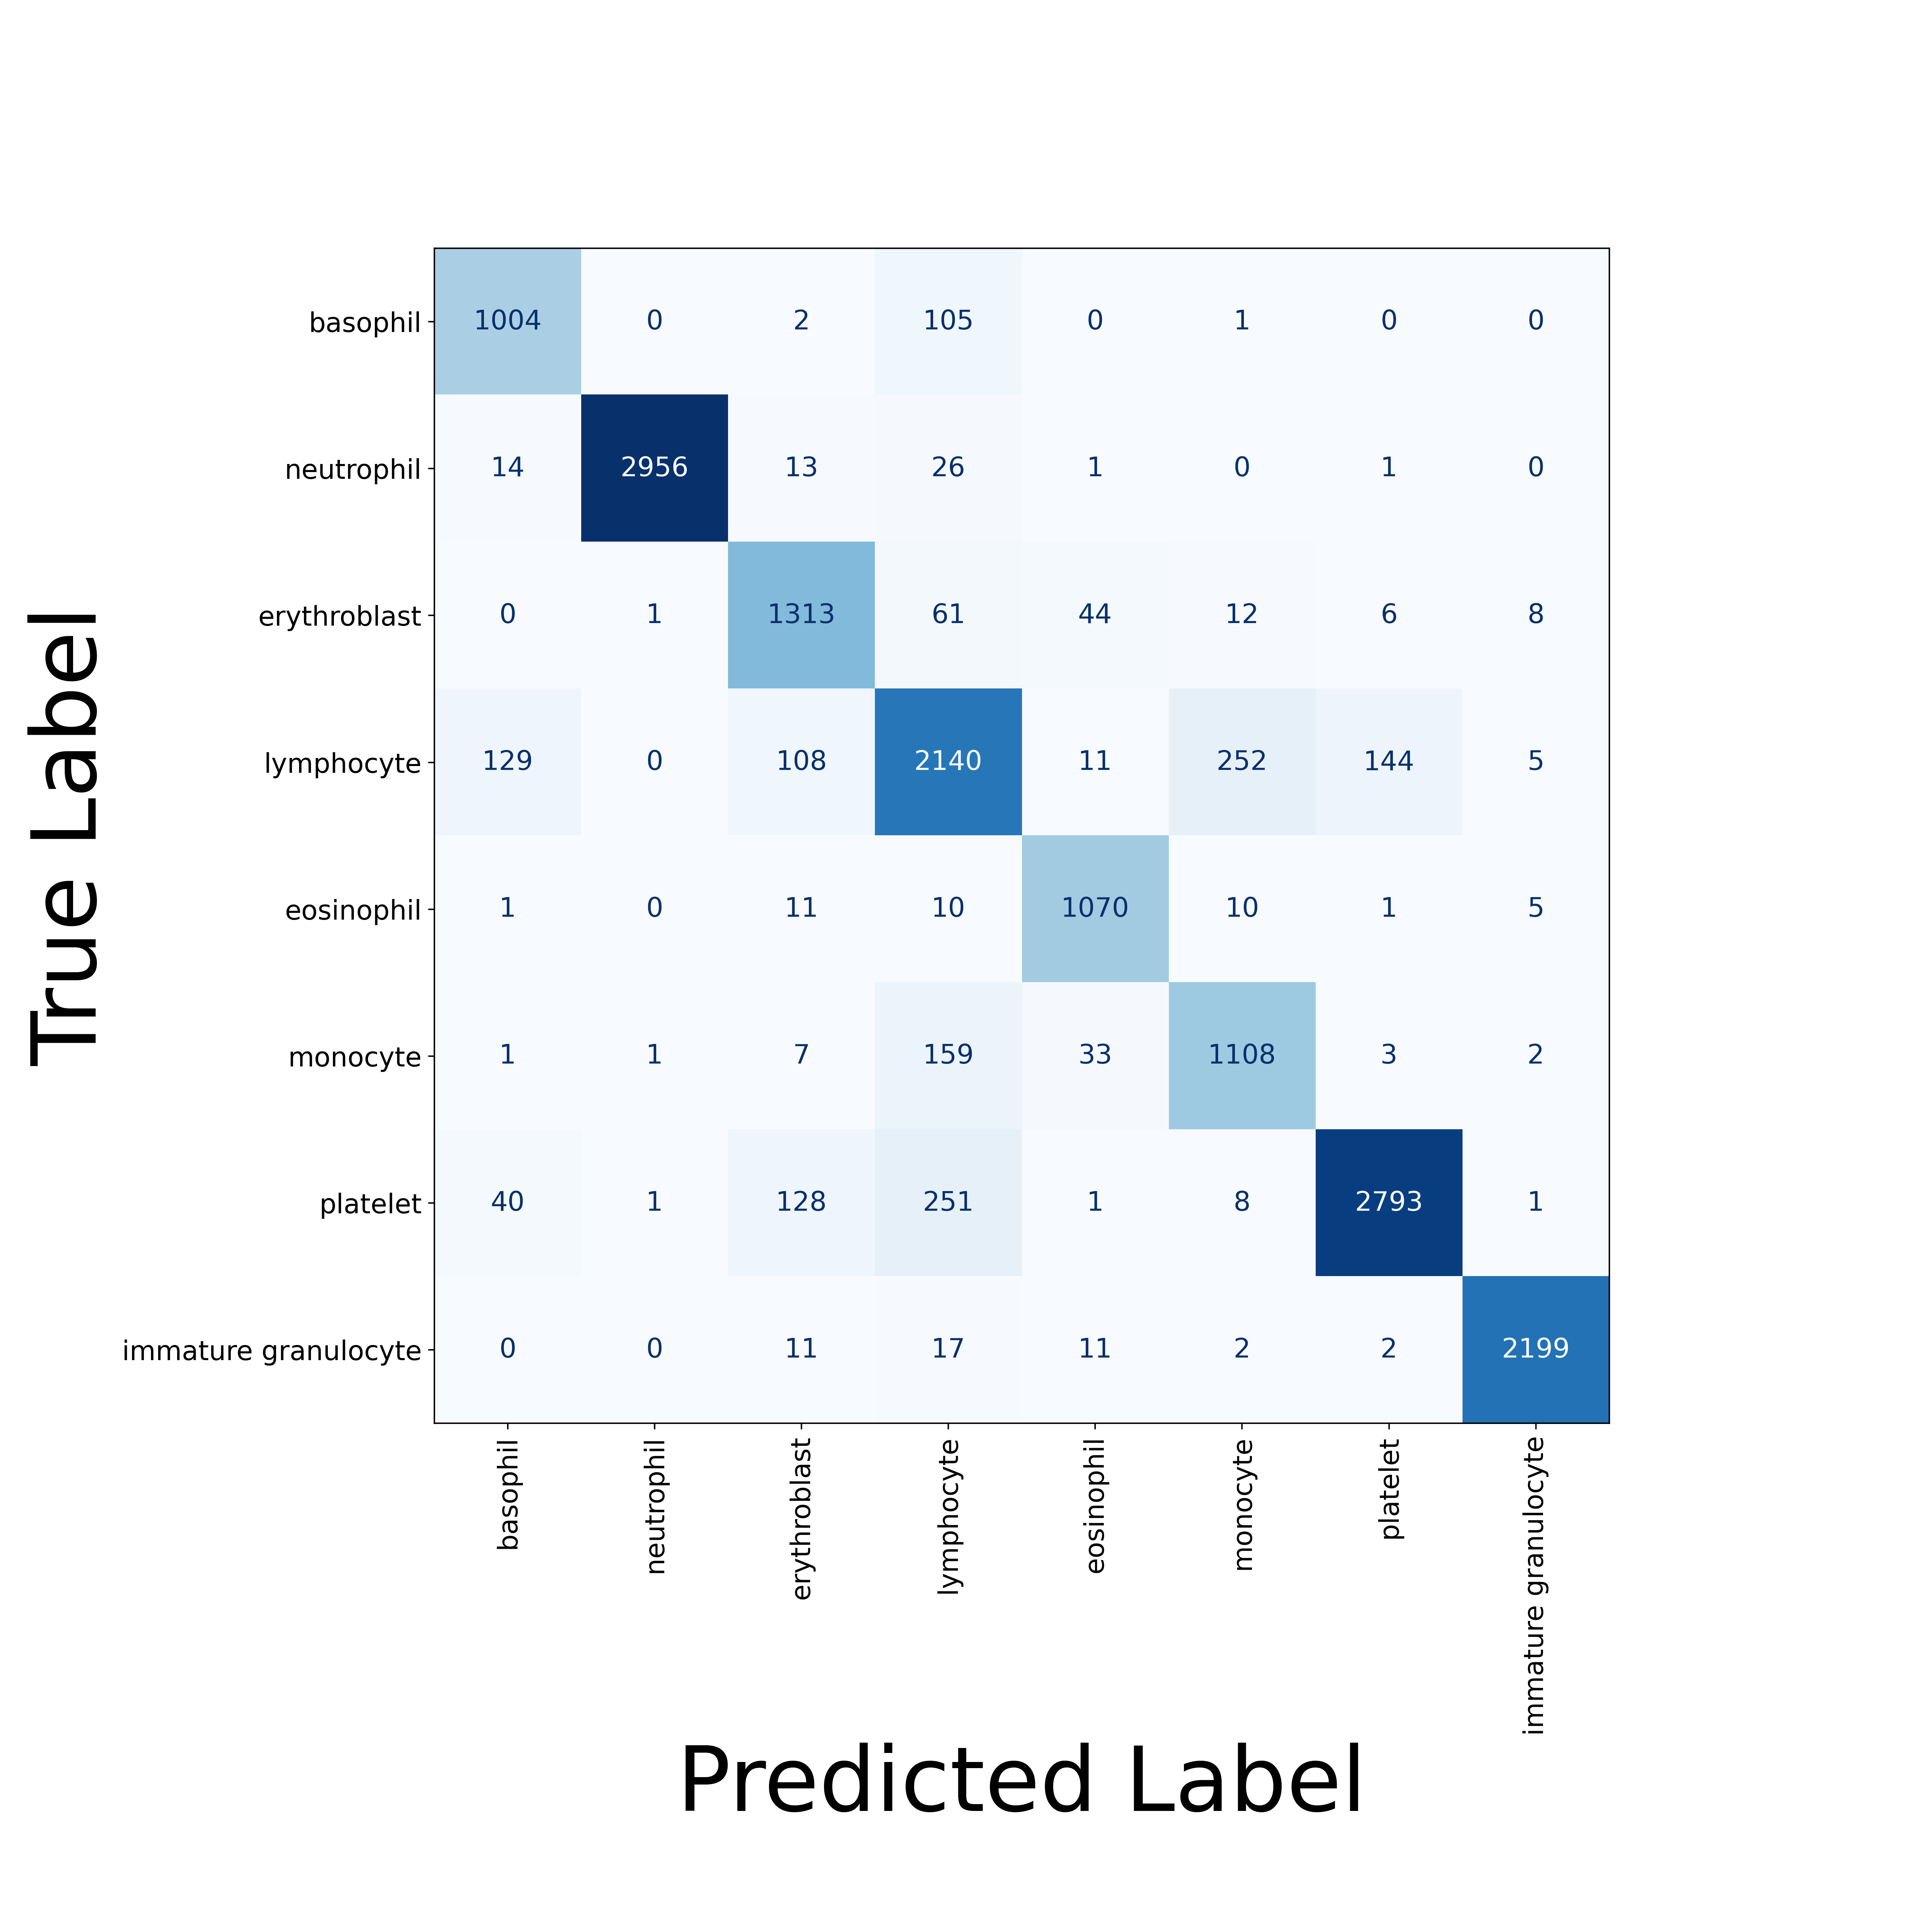 True Label
basophil 1004 0 2 105 0 1 0 0
neutrophil 14 2956 13 26 1 0 1 0
erythroblast 0 1 1313 61 44 12 6 8
lymphocyte 129 0 108 2140 11 252 144 5
eosinophil 1 0 11 10 1070 10 1 5
monocyte 1 1 7 159 33 1108 3 2
platelet 40 1 128 251 1 8 2793 1
immature granulocyte 0 0 11 17 11 2 2 2199
basophil
neutrophil
erythroblast
lymphocyte
eosinophil
monocyte
platelet
immature granulocyte
Predicted Label